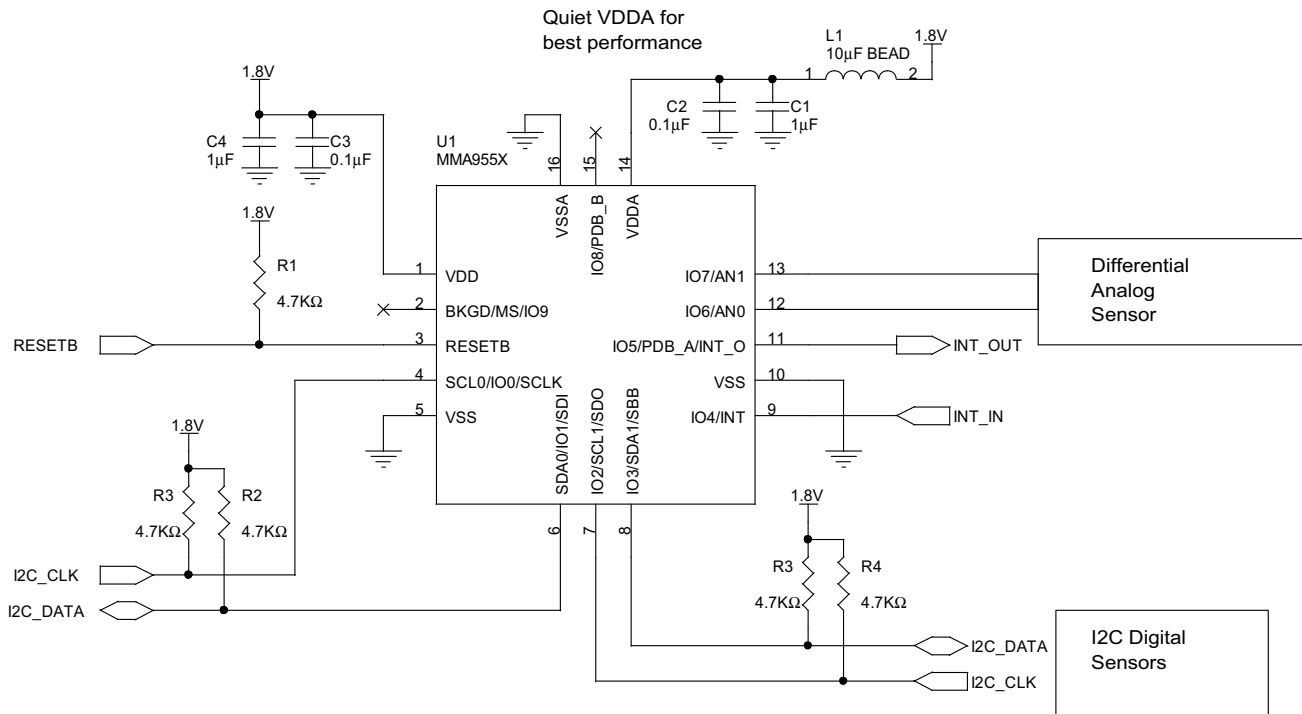 Quiet VDDA for
best performance
L1
10μF BEAD
1.8V
1
2
1.8V
C2
0.1μF
C1
1μF
C4
1μF
C3
0.1μF
U1
MMA955X
16
15
14
VSSA
IO8/PDB_B
VDDA
1.8V
R1
4.7KΩ
1
VDD
2
BKGD/MS/IO9
3
RESETB
4
SCL0/IO0/SCLK
5
VSS
IO7/AN1
13
IO6/AN0
12
IO5/PDB_A/INT_O
11
VSS
10
IO4/INT
9
Differential
Analog
Sensor
RESETB
INT_OUT
INT_IN
SDA0/IO1/SDI
IO2/SCL1/SDO
IO3/SDA1/SBB
6
7
8
1.8V
R3
4.7KΩ
R2
4.7KΩ
I2C_CLK
I2C_DATA
1.8V
R3
4.7KΩ
R4
4.7KΩ
I2C_DATA
I2C_CLK
I2C Digital
Sensors